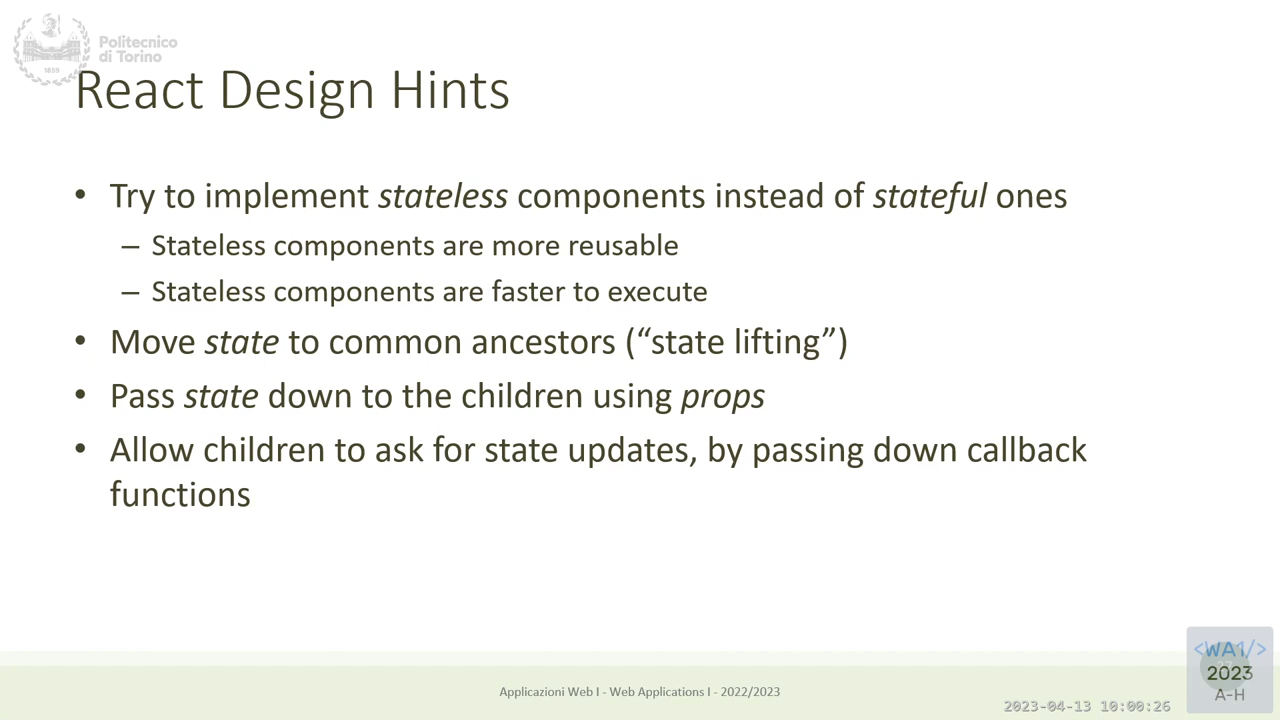 Politecnico
di Torino
1859
React Design Hints
• Try to implement stateless components instead of stateful ones
– Stateless components are more reusable
– Stateless components are faster to execute
• Move state to common ancestors (“state lifting”)
• Pass state down to the children using props
• Allow children to ask for state updates, by passing down callback
functions
Applicazioni Web I - Web Applications I - 2022/2023
<WA1/>
2023
A-H
2023-04-13 10:00:26